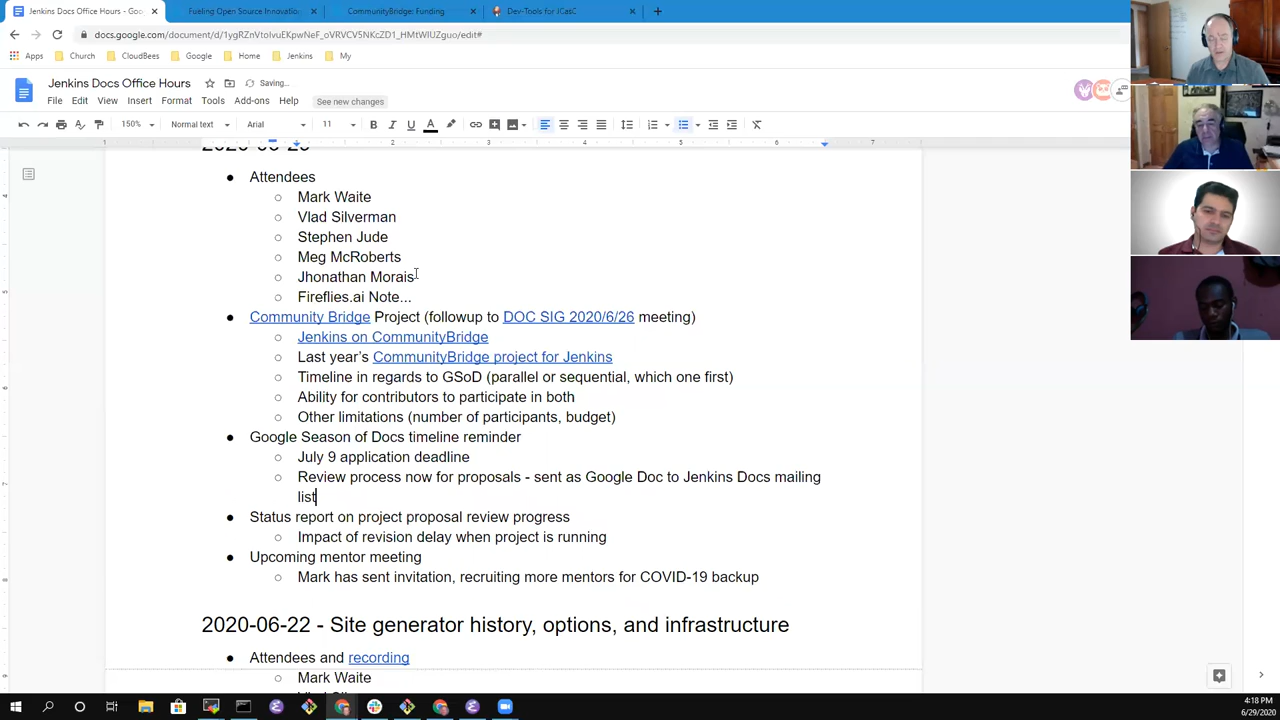 Jenkins Docs Office Hours - Goo
Fueling Open Source Innovation
CommunityBridge: Funding
Dev-Tools for JCasC
Apps
Church
CloudBees
Google
Home
Jenkins
My
Jenkins Docs Office Hours
Saving...
File Edit View Insert Format Tools Add-ons Help
See new changes
150%
Normal text
Arial
11
1 2 3 4 5 6 7
● Attendees
○ Mark Waite
○ Vlad Silverman
○ Stephen Jude
○ Meg McRoberts
○ Jhonathan Morais
○ Fireflies.ai Note...
● Community Bridge Project (followup to DOC SIG 2020/6/26 meeting)
○ Jenkins on CommunityBridge
○ Last year's CommunityBridge project for Jenkins
○ Timeline in regards to GSoD (parallel or sequential, which one first)
○ Ability for contributors to participate in both
○ Other limitations (number of participants, budget)
● Google Season of Docs timeline reminder
○ July 9 application deadline
○ Review process now for proposals - sent as Google Doc to Jenkins Docs mailing
list
● Status report on project proposal review progress
○ Impact of revision delay when project is running
● Upcoming mentor meeting
○ Mark has sent invitation, recruiting more mentors for COVID-19 backup
2020-06-22 - Site generator history, options, and infrastructure
● Attendees and recording
○ Mark Waite
4:18 PM
6/29/2020